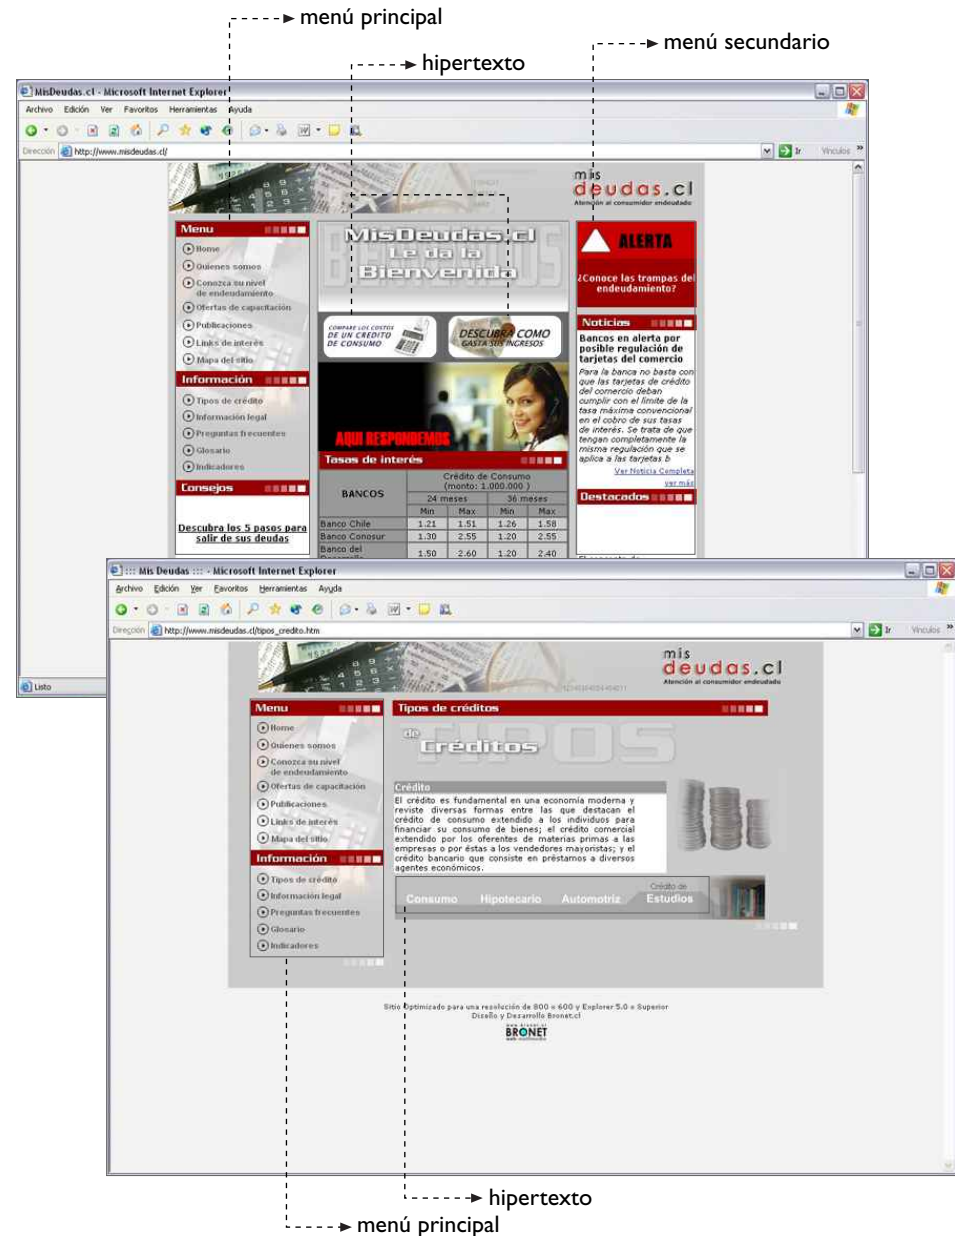 menú principal
menú secundario
hipertexto
MisDeudas.cl - Microsoft Internet Explorer
Archivo Edición Ver Favoritos Herramientas Ayuda
Dirección http://www.misdeudas.cl/ Ir Vínculos »
mis
deudas.cl
Atención al consumidor endeudado
Menu
Home
Quienes somos
Conozca su nivel
de endeudamiento
Ofertas de capacitación
Publicaciones
Links de interés
Mapa del sitio
Información
Tipos de crédito
Información legal
Preguntas frecuentes
Glosario
Indicadores
Consejos
Descubra los 5 pasos para
salir de sus deudas
MisDeudas.cl
Le da la
Bienvenida
COMPARE LOS COSTOS
DE UN CREDITO
DE CONSUMO
DESCUBRA COMO
GASTA SUS INGRESOS
AQUI RESPONDEMOS
Tasas de interés
BANCOS
Crédito de Consumo
(monto: 1.000.000 )
24 meses 36 meses
Min Max Min Max
Banco Chile 1.21 1.51 1.26 1.58
Banco Conosur 1.30 2.55 1.20 2.55
Banco del
1.50 2.60 1.20 2.40
ALERTA
¿Conoce las trampas del
endeudamiento?
Noticias
Bancos en alerta por
posible regulación de
tarjetas del comercio
Para la banca no basta con
que las tarjetas de crédito
del comercio deban
cumplir con el límite de la
tasa máxima convencional
en el cobro de sus tasas
de interés. Se trata de que
tengan completamente la
misma regulación que se
aplica a las tarjetas b
Ver Noticia Completa
ver más
Destacados
Listo
::: Mis Deudas ::: - Microsoft Internet Explorer
Archivo Edición Ver Favoritos Herramientas Ayuda
Dirección http://www.misdeudas.cl/tipos_credito.htm Ir Vínculos »
mis
deudas.cl
Atención al consumidor endeudado
Menu
Home
Quienes somos
Conozca su nivel
de endeudamiento
Ofertas de capacitación
Publicaciones
Links de interés
Mapa del sitio
Información
Tipos de crédito
Información legal
Preguntas frecuentes
Glosario
Indicadores
Tipos de créditos
TIPOS
de
Créditos
Crédito
El crédito es fundamental en una economía moderna y
reviste diversas formas entre las que destacan el
crédito de consumo extendido a los individuos para
financiar su consumo de bienes; el crédito comercial
extendido por los oferentes de materias primas a las
empresas o por éstas a los vendedores mayoristas; y el
crédito bancario que consiste en préstamos a diversos
agentes económicos.
Consumo Hipotecario Automotriz Crédito de Estudios
Sitio Optimizado para una resolución de 800 x 600 y Explorer 5.0 o Superior
Diseño y Desarrollo Bronet.cl
BRONET
hipertexto
menú principal